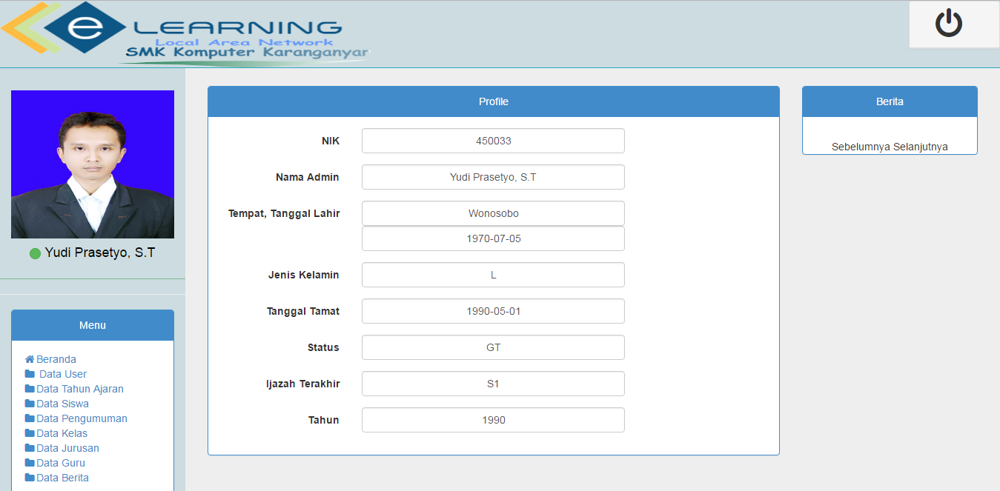 e LEARNING
Local Area Network
SMK Komputer Karanganyar
Yudi Prasetyo, S.T
Menu
Beranda
Data User
Data Tahun Ajaran
Data Siswa
Data Pengumuman
Data Kelas
Data Jurusan
Data Guru
Data Berita
Profile
NIK 450033
Nama Admin Yudi Prasetyo, S.T
Tempat, Tanggal Lahir Wonosobo
1970-07-05
Jenis Kelamin L
Tanggal Tamat 1990-05-01
Status GT
Ijazah Terakhir S1
Tahun 1990
Berita
Sebelumnya Selanjutnya